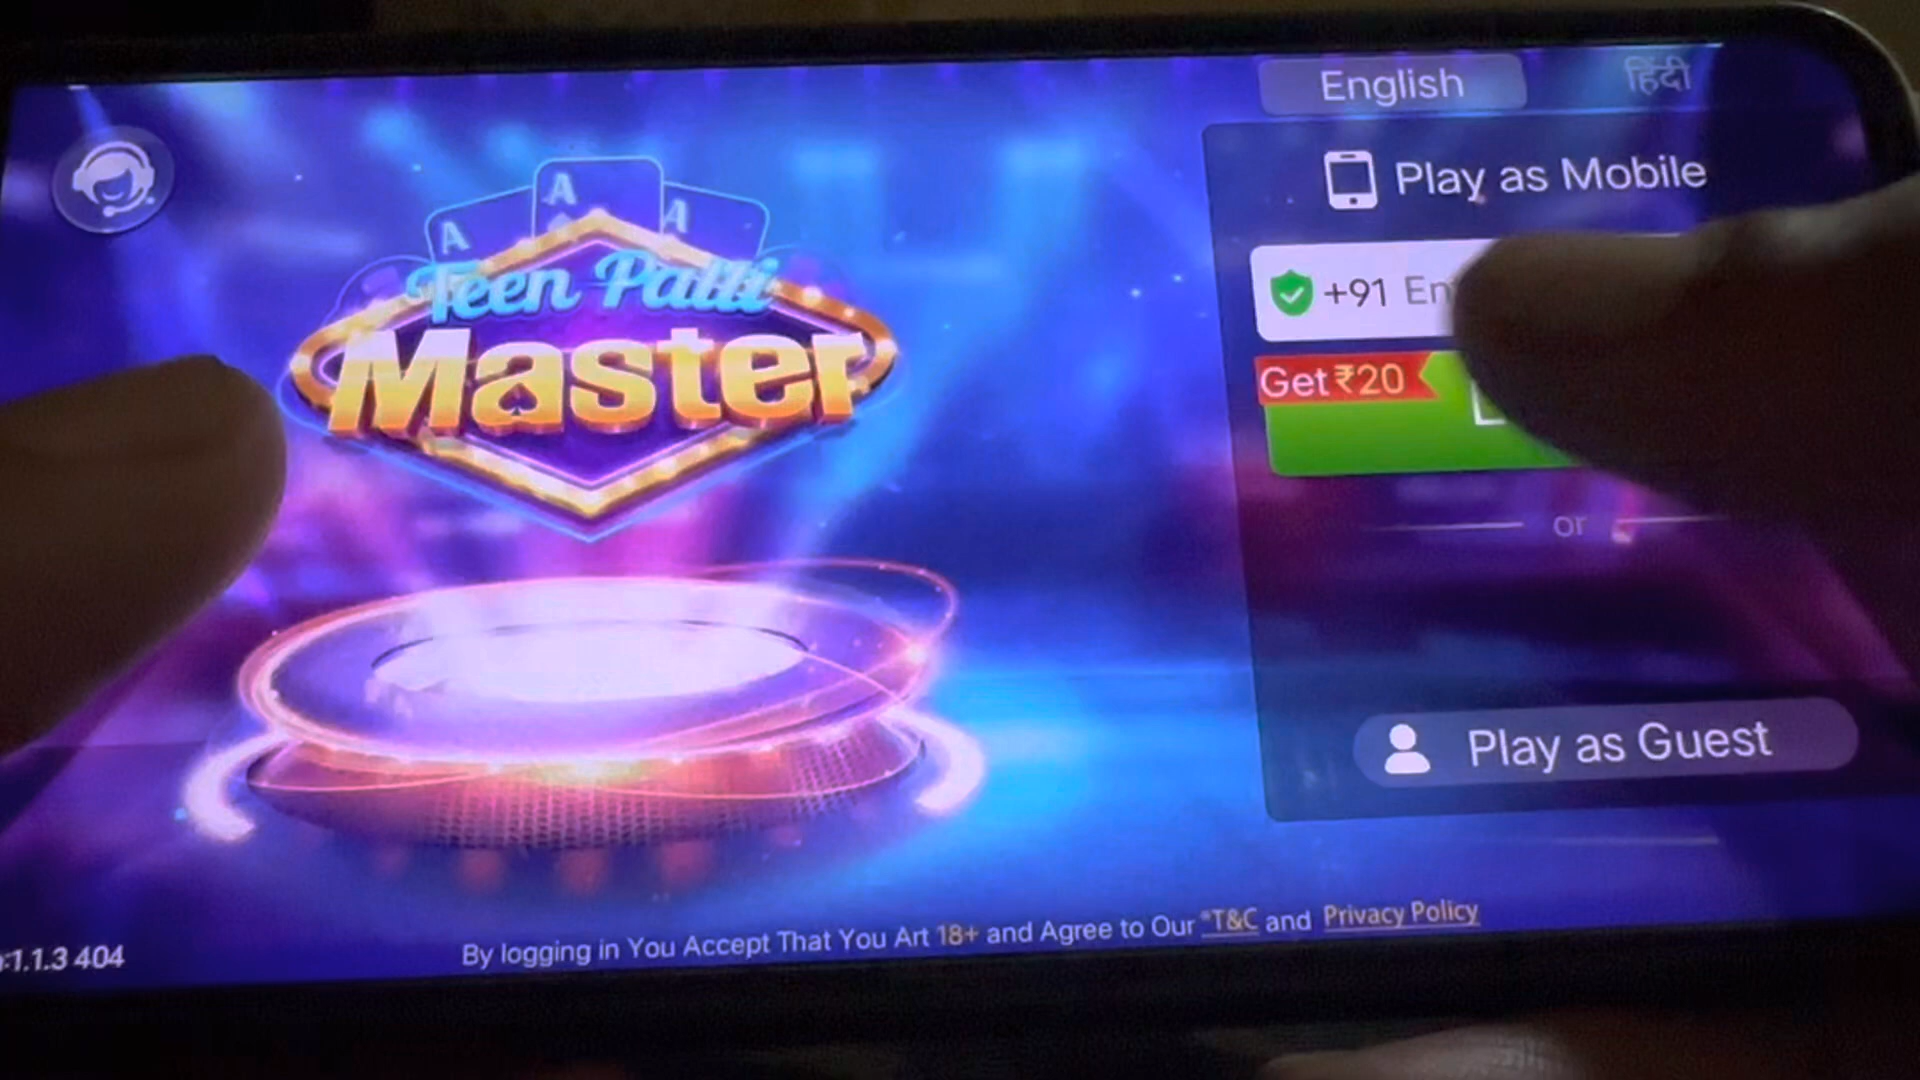 English
हिंदी
Play as Mobile
A
A
A
Teen Patti
Master
+91
Get ₹20
or
Play as Guest
By logging in You Accept That You Art 18+ and Agree to Our *T&C and Privacy Policy
:1.1.3 404